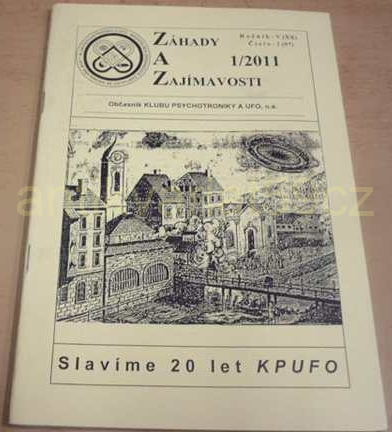 ZÁHADY
A
ZAJÍMAVOSTI
1/2011
Občasník KLUBU PSYCHOTRONIKY A UFO, o.s.
Slavíme 20 let KPUFO